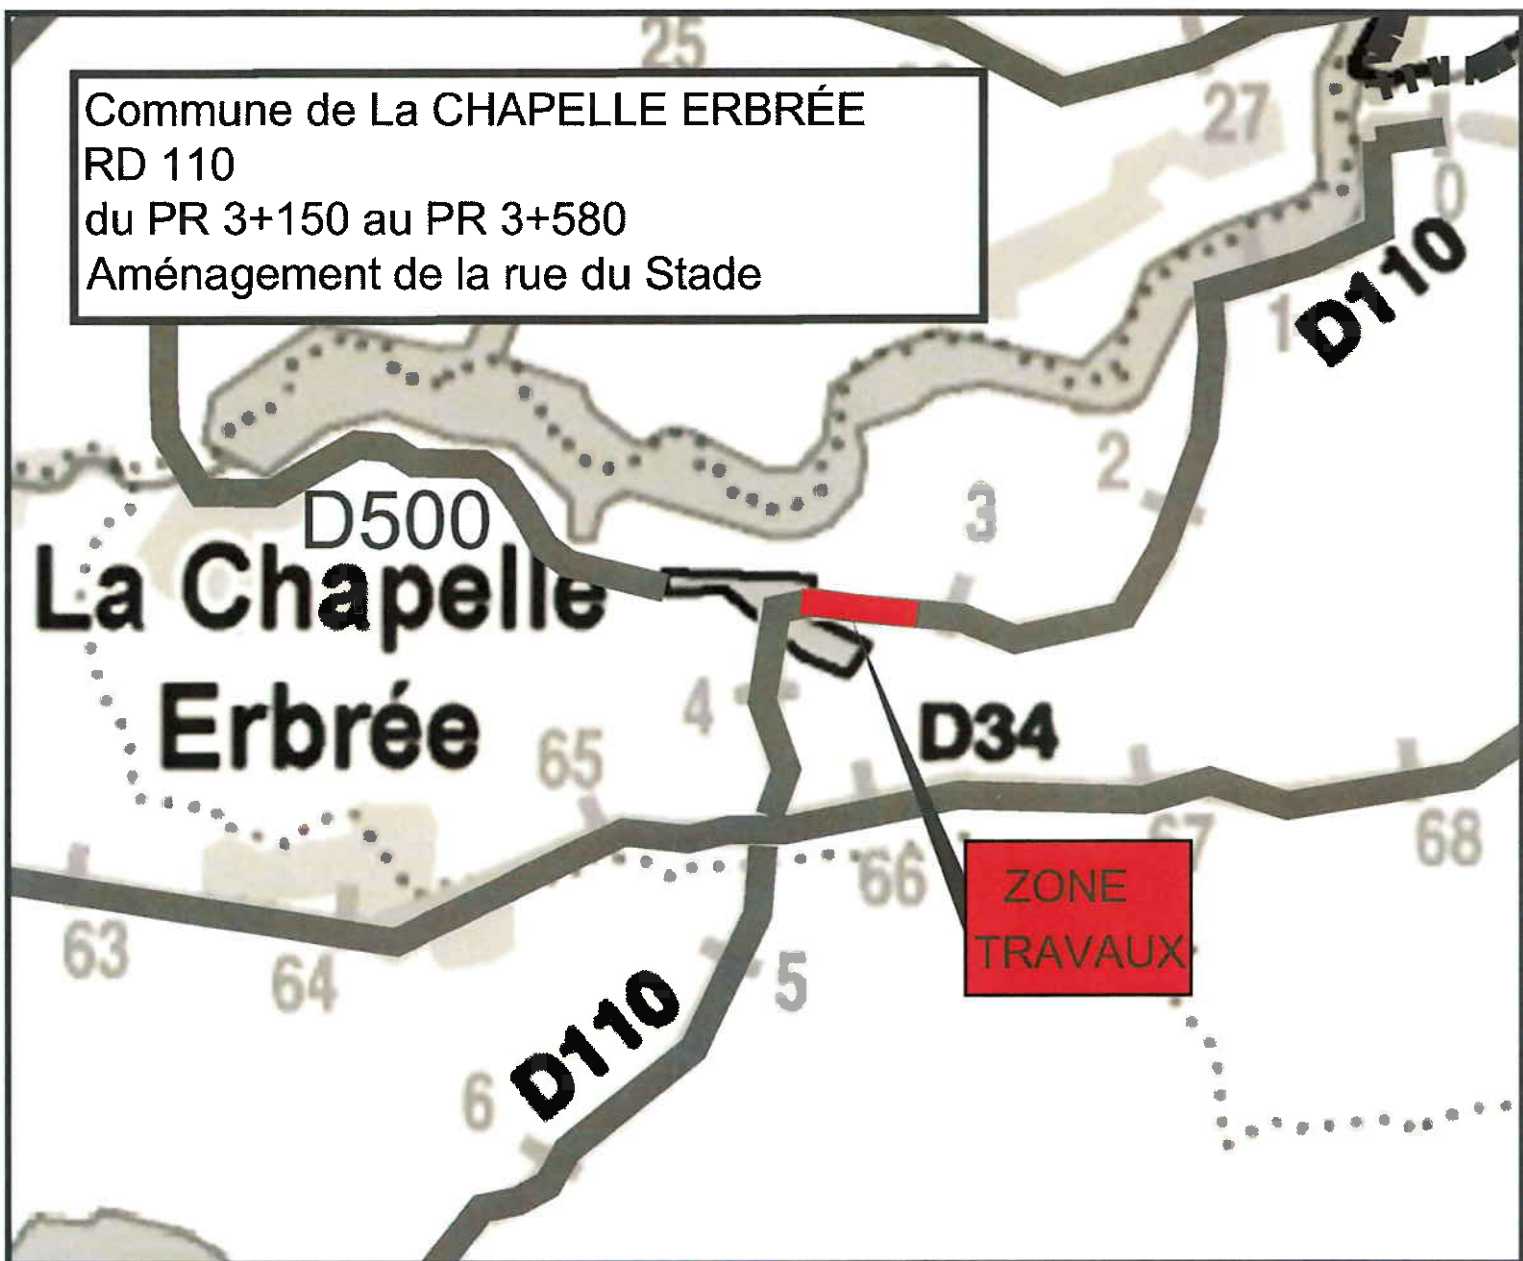 25
Commune de La CHAPELLE ERBRÉE
RD 110
du PR 3+150 au PR 3+580
Aménagement de la rue du Stade
27
0
D110
1
2
3
D500
La Chapelle
Erbrée
4
D34
65
67
68
66
ZONE
TRAVAUX
63
64
5
D110
6